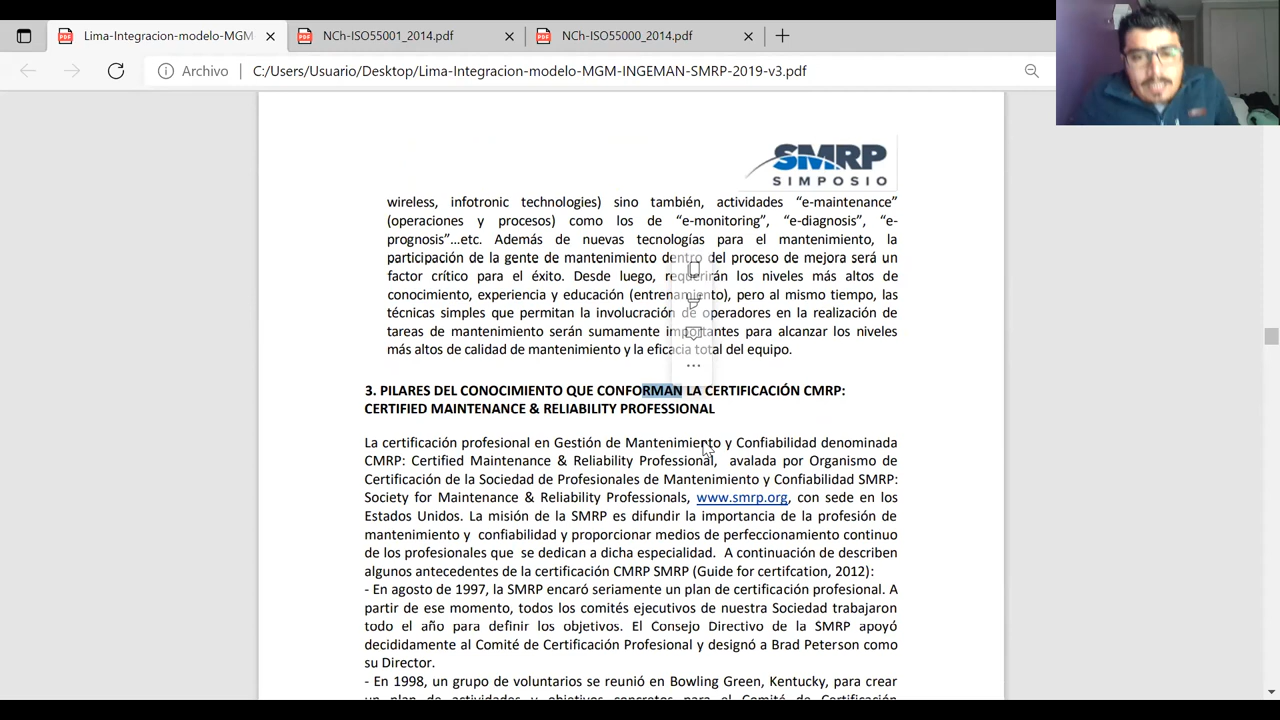 Lima-Integracion-modelo-MGM
NCh-ISO55001_2014.pdf
NCh-ISO55000_2014.pdf
Archivo
C:/Users/Usuario/Desktop/Lima-Integracion-modelo-MGM-INGEMAN-SMRP-2019-v3.pdf
SMRP
SIMPOSIO
wireless, infotronic technologies) sino también, actividades “e-maintenance”
(operaciones y procesos) como los de “e-monitoring”, “e-diagnosis”, “e-
prognosis”…etc. Además de nuevas tecnologías para el mantenimiento, la
participación de la gente de mantenimiento dentro del proceso de mejora será un
factor crítico para el éxito. Desde luego, requerirán los niveles más altos de
conocimiento, experiencia y educación (entrenamiento), pero al mismo tiempo, las
técnicas simples que permitan la involucración de operadores en la realización de
tareas de mantenimiento serán sumamente importantes para alcanzar los niveles
más altos de calidad de mantenimiento y la eficacia total del equipo.
3. PILARES DEL CONOCIMIENTO QUE CONFORMAN LA CERTIFICACIÓN CMRP:
CERTIFIED MAINTENANCE & RELIABILITY PROFESSIONAL
La certificación profesional en Gestión de Mantenimiento y Confiabilidad denominada
CMRP: Certified Maintenance & Reliability Professional, avalada por Organismo de
Certificación de la Sociedad de Profesionales de Mantenimiento y Confiabilidad SMRP:
Society for Maintenance & Reliability Professionals, www.smrp.org, con sede en los
Estados Unidos. La misión de la SMRP es difundir la importancia de la profesión de
mantenimiento y confiabilidad y proporcionar medios de perfeccionamiento continuo
de los profesionales que se dedican a dicha especialidad. A continuación de describen
algunos antecedentes de la certificación CMRP SMRP (Guide for certifcation, 2012):
- En agosto de 1997, la SMRP encaró seriamente un plan de certificación profesional. A
partir de ese momento, todos los comités ejecutivos de nuestra Sociedad trabajaron
todo el año para definir los objetivos. El Consejo Directivo de la SMRP apoyó
decididamente al Comité de Certificación Profesional y designó a Brad Peterson como
su Director.
- En 1998, un grupo de voluntarios se reunió en Bowling Green, Kentucky, para crear
un plan de actividades y objetivos concretos para el Comité de Certificación